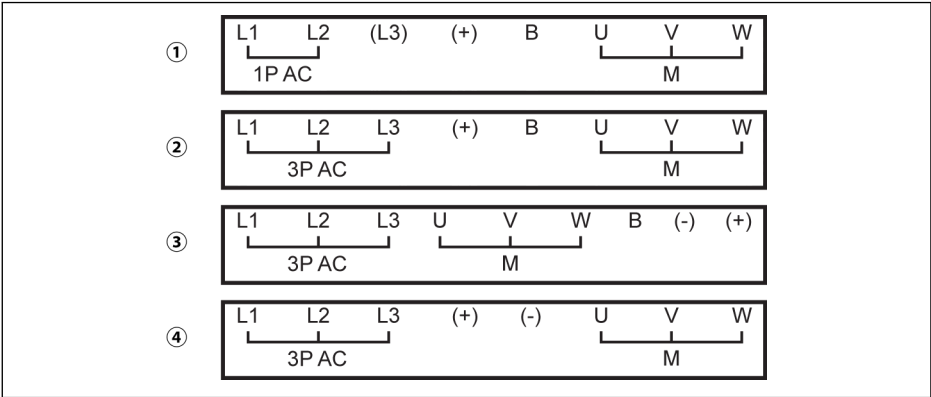 ① L1 L2 (L3) (+) B U V W
1P AC M
② L1 L2 L3 (+) B U V W
3P AC M
③ L1 L2 L3 U V W B (-) (+)
3P AC M
④ L1 L2 L3 (+) (-) U V W
3P AC M